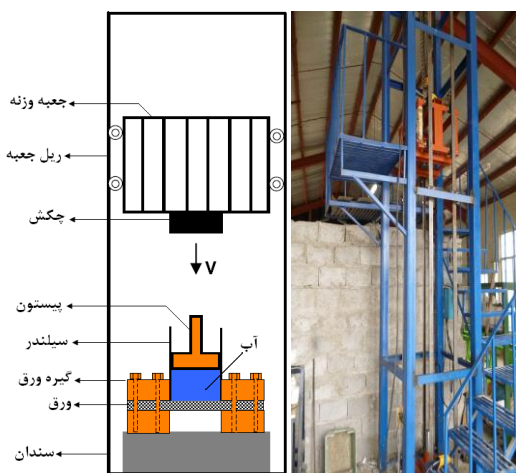 جعبه وزنه
ریل جعبه
چکش
V
پیستون
سیلندر
آب
گیره ورق
ورق
سندان